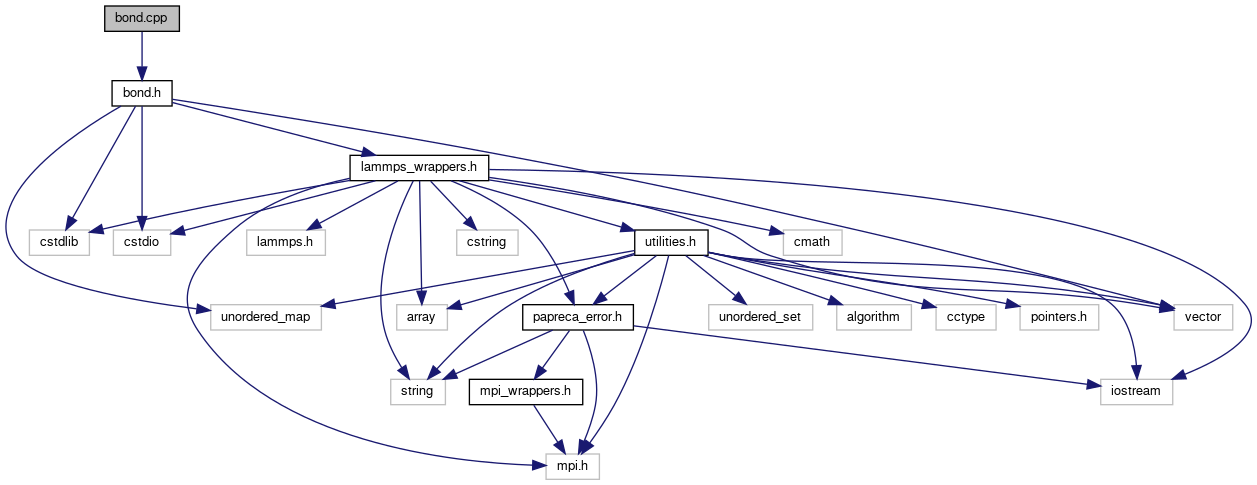 bond.cpp
bond.h
lammps_wrappers.h
cstdlib
cstdio
lammps.h
cstring
utilities.h
cmath
unordered_map
array
papreca_error.h
unordered_set
algorithm
cctype
pointers.h
vector
string
mpi_wrappers.h
iostream
mpi.h